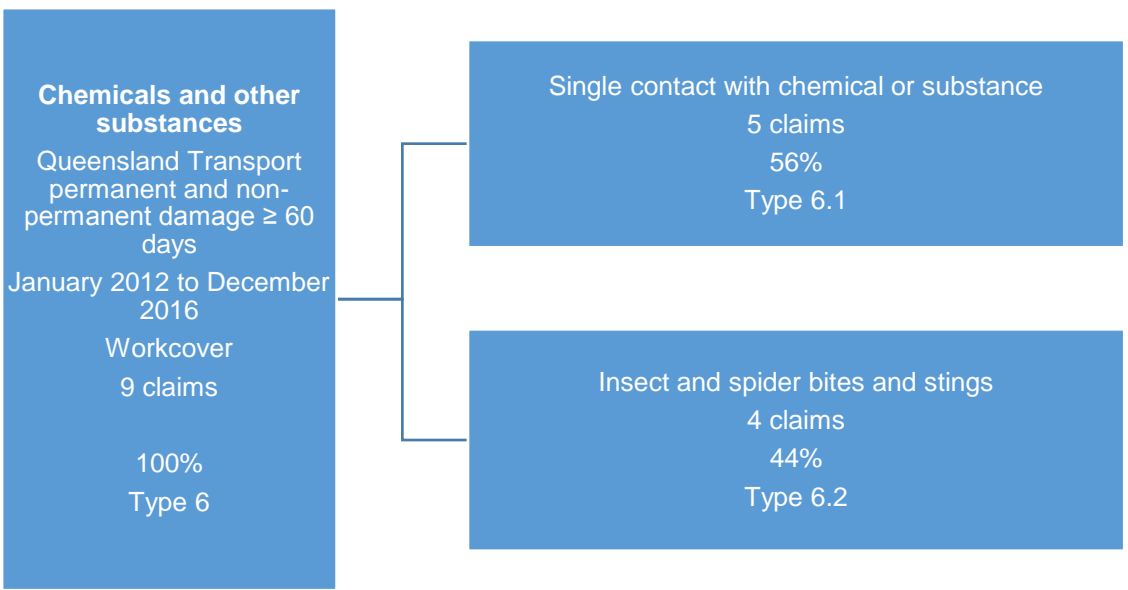 Chemicals and other
substances
Queensland Transport
permanent and non-
permanent damage ≥ 60
days
January 2012 to December
2016
Workcover
9 claims
100%
Type 6
Single contact with chemical or substance
5 claims
56%
Type 6.1
Insect and spider bites and stings
4 claims
44%
Type 6.2